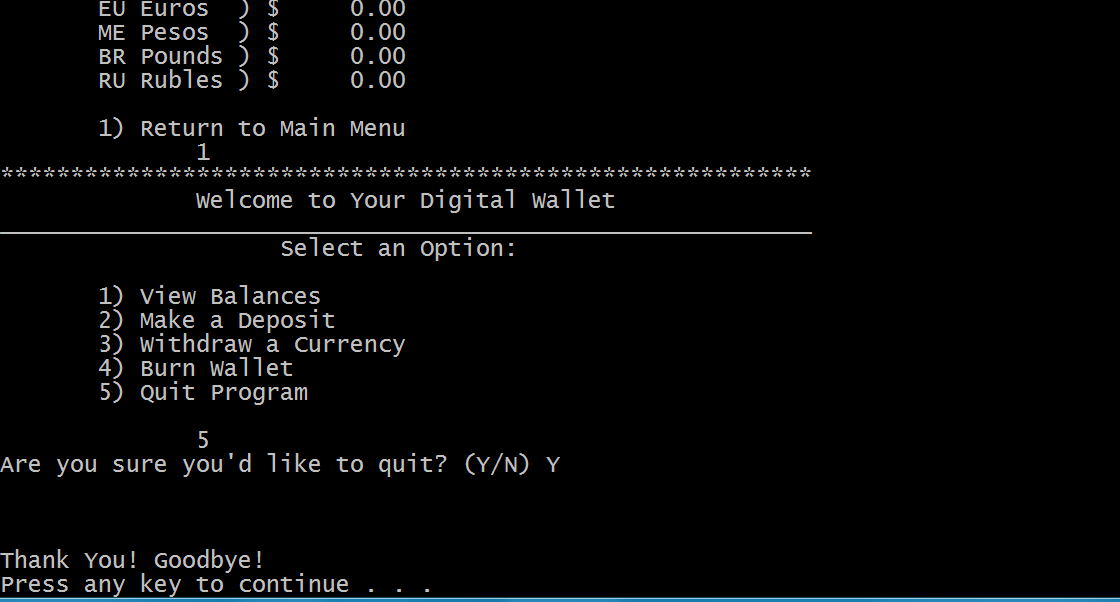 EU Euros  ) $     0.00
ME Pesos  ) $     0.00
BR Pounds ) $     0.00
RU Rubles ) $     0.00
1) Return to Main Menu
1
**********************************************************
Welcome to Your Digital Wallet
__________________________________________________________
Select an Option:
1) View Balances
2) Make a Deposit
3) Withdraw a Currency
4) Burn Wallet
5) Quit Program
5
Are you sure you'd like to quit? (Y/N) Y
Thank You! Goodbye!
Press any key to continue . . .